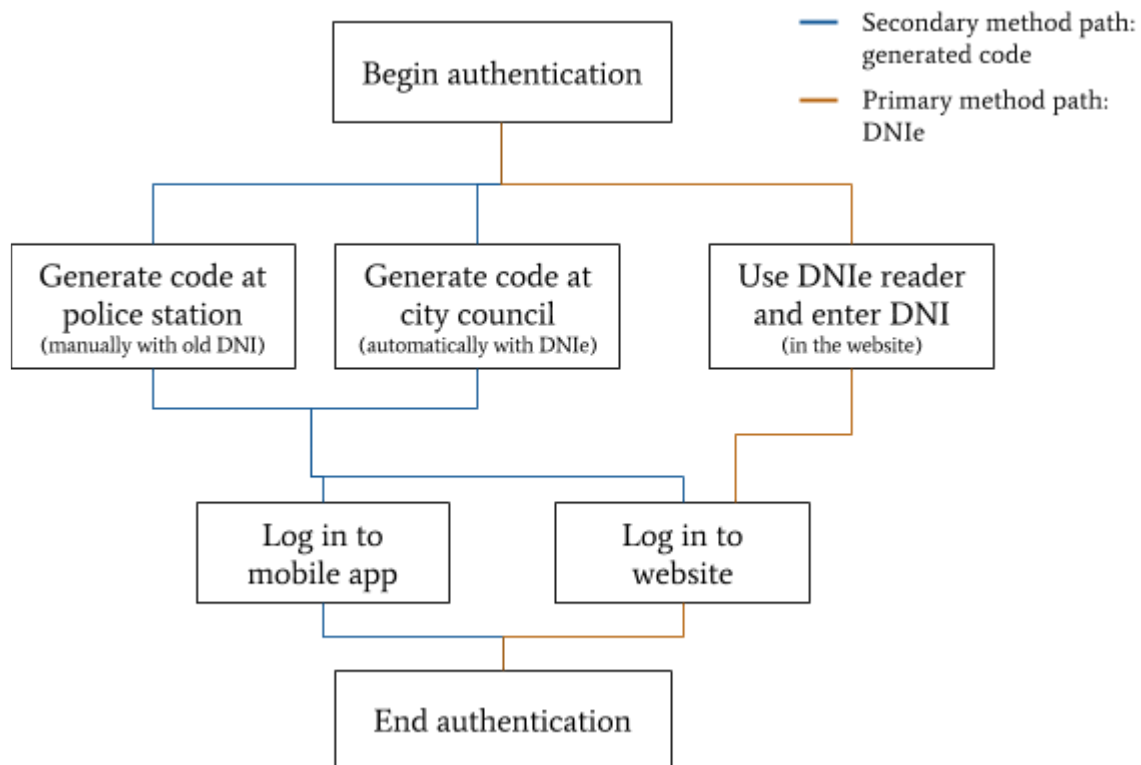 Secondary method path:
generated code
Primary method path:
DNIe
Begin authentication
Generate code at
police station
(manually with old DNI)
Generate code at
city council
(automatically with DNIe)
Use DNIe reader
and enter DNI
(in the website)
Log in to
mobile app
Log in to
website
End authentication